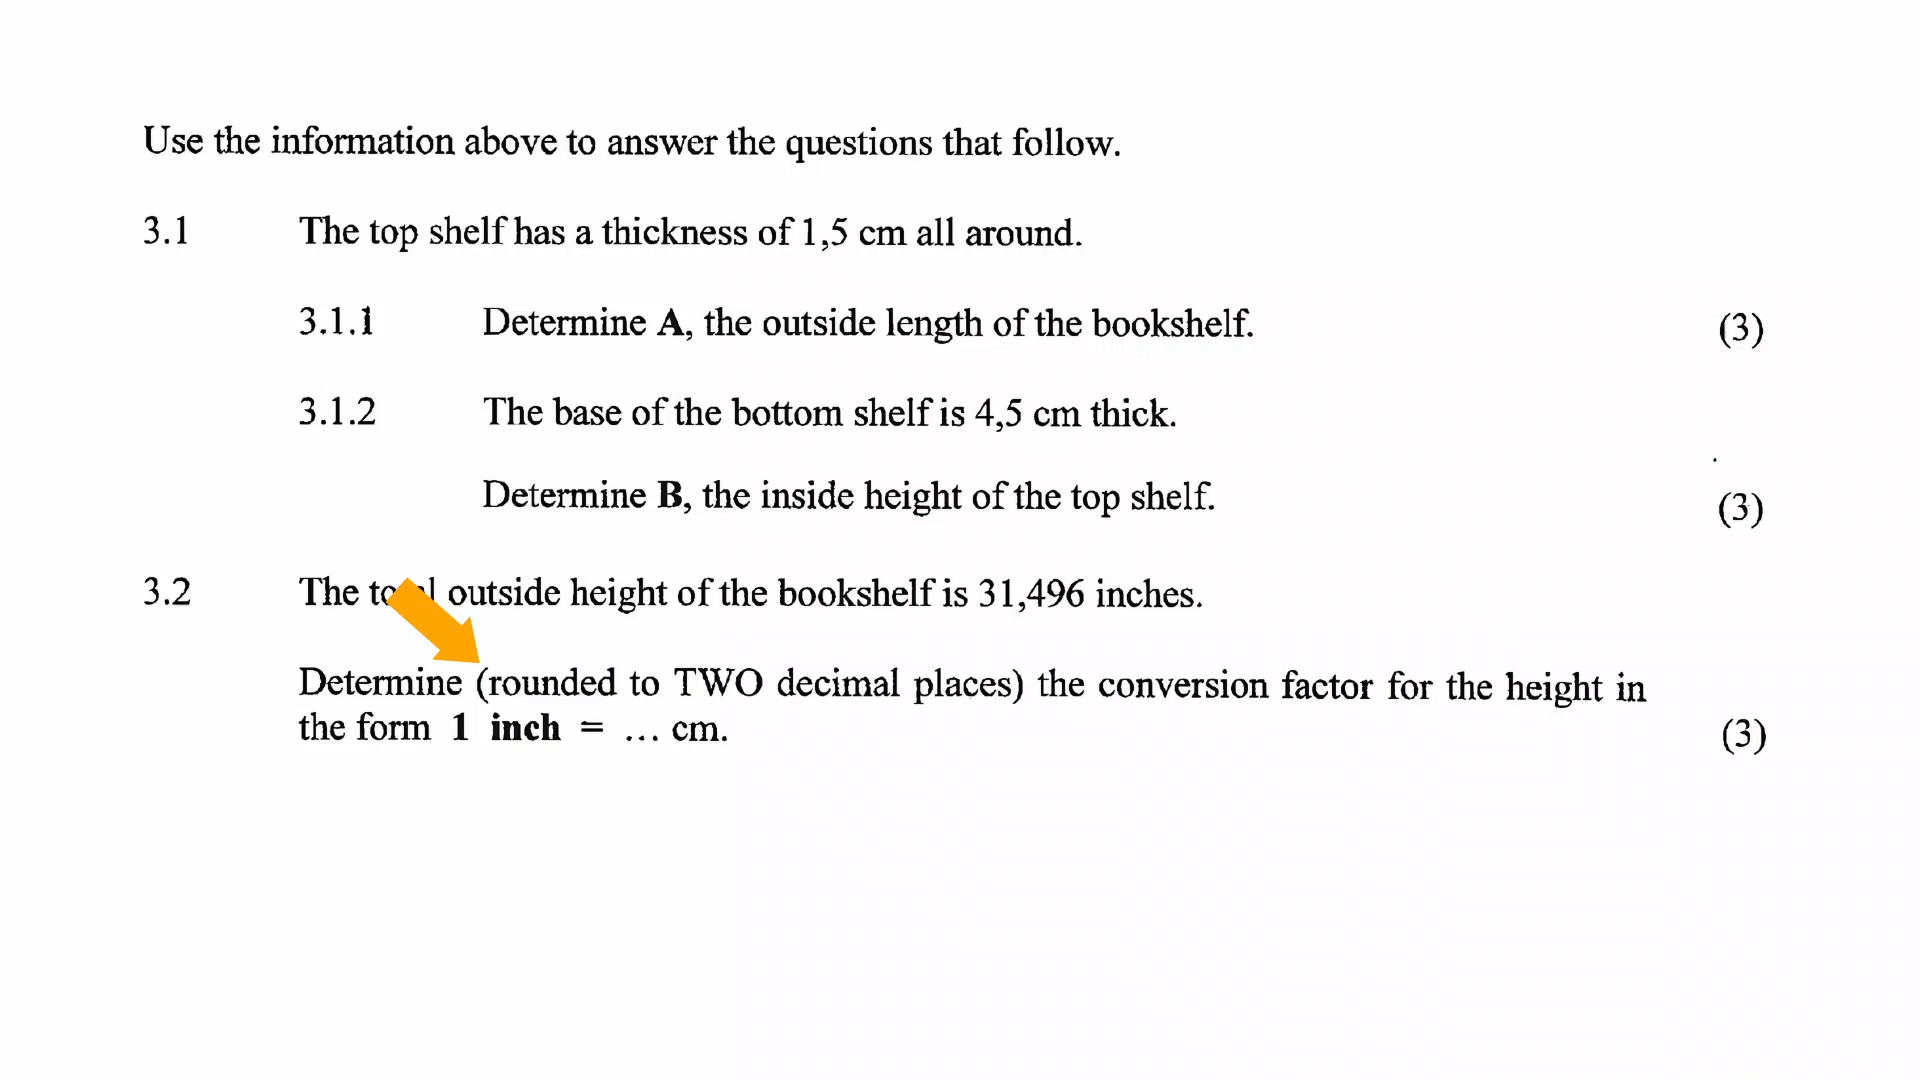 Use the information above to answer the questions that follow.
3.1 The top shelf has a thickness of 1,5 cm all around.
3.1.1 Determine A, the outside length of the bookshelf. (3)
3.1.2 The base of the bottom shelf is 4,5 cm thick.
Determine B, the inside height of the top shelf. (3)
3.2 The total outside height of the bookshelf is 31,496 inches.
Determine (rounded to TWO decimal places) the conversion factor for the height in
the form 1 inch = ... cm. (3)